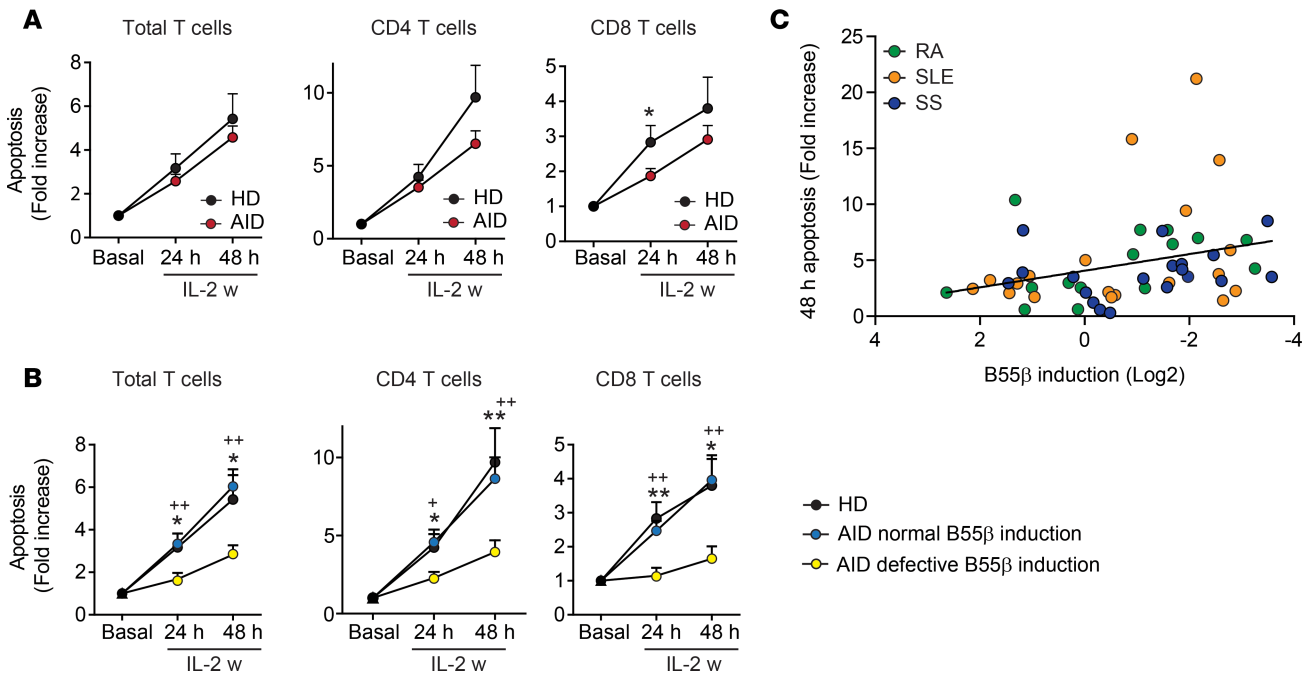 A
Total T cells
CD4 T cells
CD8 T cells
Apoptosis
(Fold increase)
8
6
4
2
0
HD
AID
Basal 24 h 48 h
IL-2 w
10
5
0
HD
AID
Basal 24 h 48 h
IL-2 w
5
4
3
2
1
0
*
HD
AID
Basal 24 h 48 h
IL-2 w
C
48 h apoptosis (Fold increase)
25
20
15
10
5
0
RA
SLE
SS
4 2 0 -2 -4
B55β induction (Log2)
B
Total T cells
CD4 T cells
CD8 T cells
Apoptosis
(Fold increase)
8
6
4
2
0
++
*
++
*
Basal 24 h 48 h
IL-2 w
10
5
0
+
*
++
**
Basal 24 h 48 h
IL-2 w
5
4
3
2
1
0
++
**
++
*
Basal 24 h 48 h
IL-2 w
HD
AID normal B55β induction
AID defective B55β induction